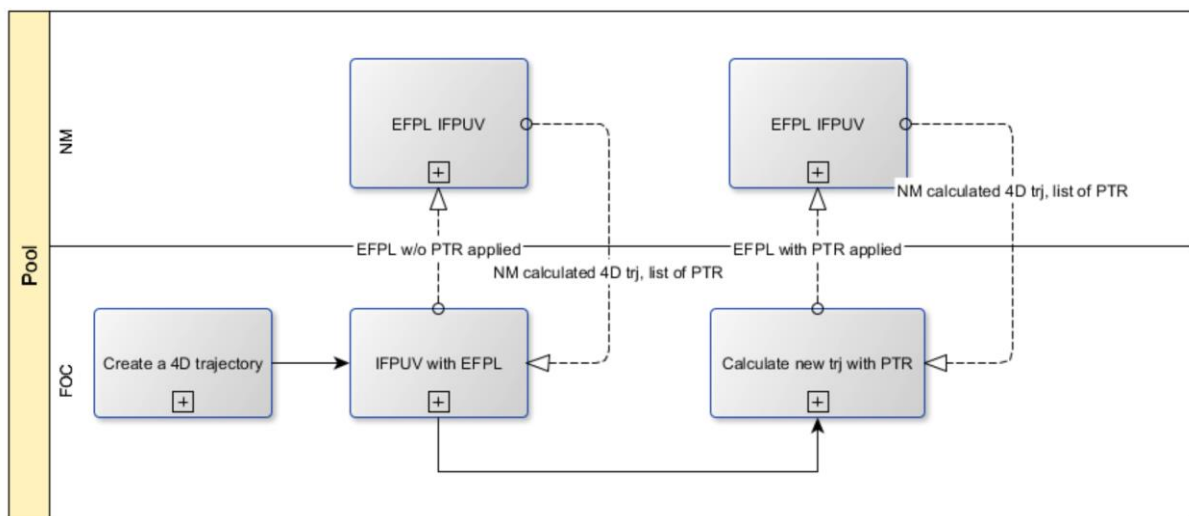 Pool
NM
EFPL IFPUV
EFPL IFPUV
NM calculated 4D trj, list of PTR
EFPL w/o PTR applied
EFPL with PTR applied
NM calculated 4D trj, list of PTR
FOC
Create a 4D trajectory
IFPUV with EFPL
Calculate new trj with PTR